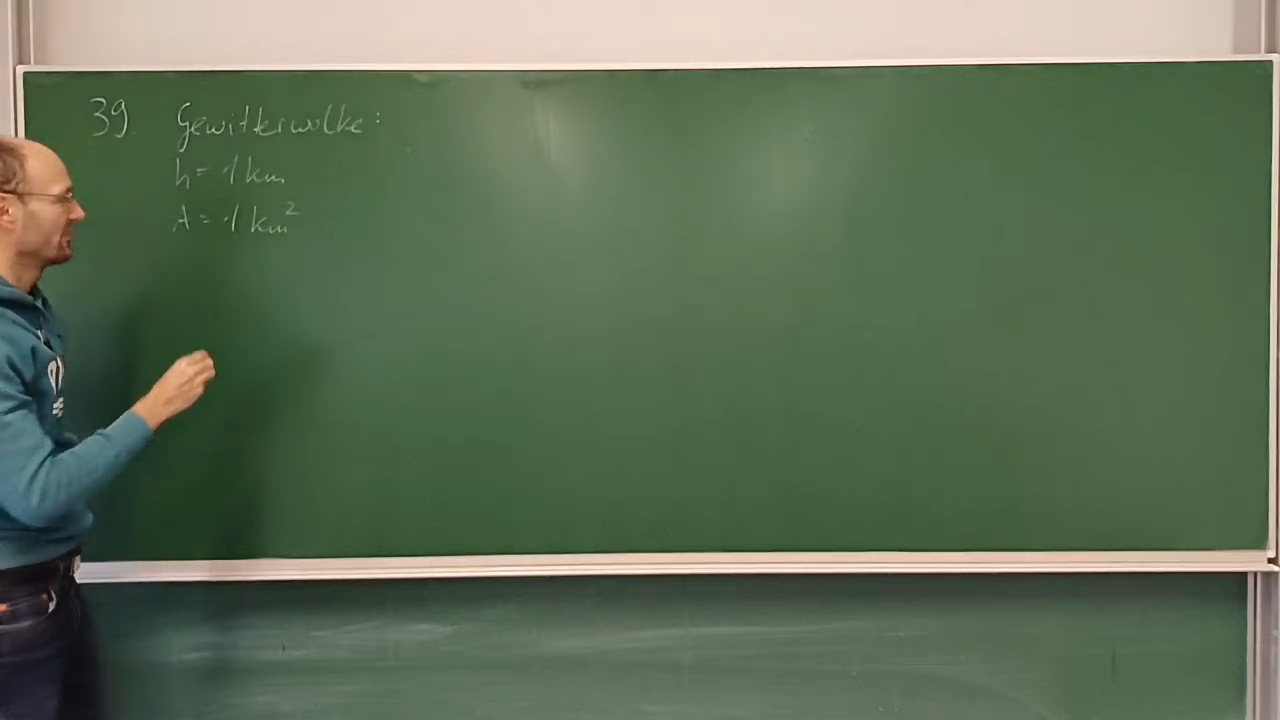 39. Gewitterwolke:
h = 1 km
A = 1 km²